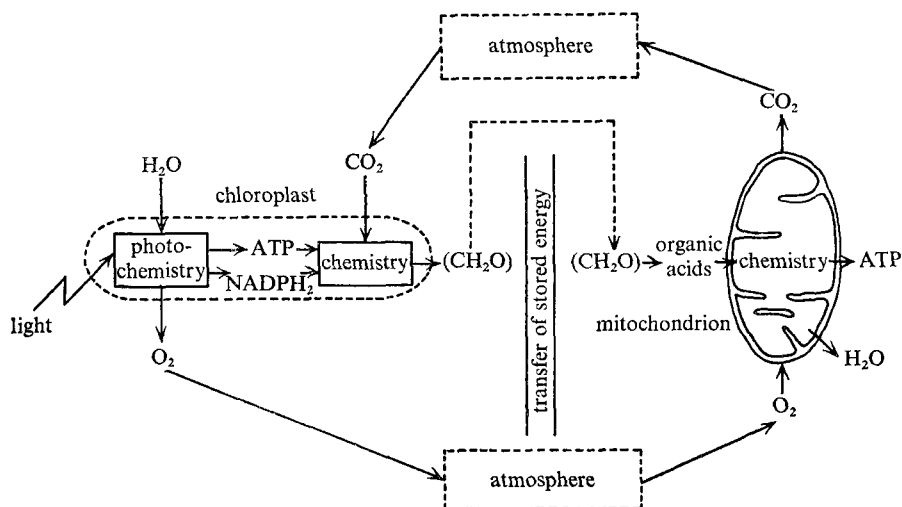 atmosphere
CO₂
H₂O
CO₂
chloroplast
photo-
chemistry
ATP
NADPH₂
chemistry
(CH₂O)
transfer of stored energy
(CH₂O)
organic
acids
chemistry
ATP
light
mitochondrion
H₂O
O₂
O₂
atmosphere